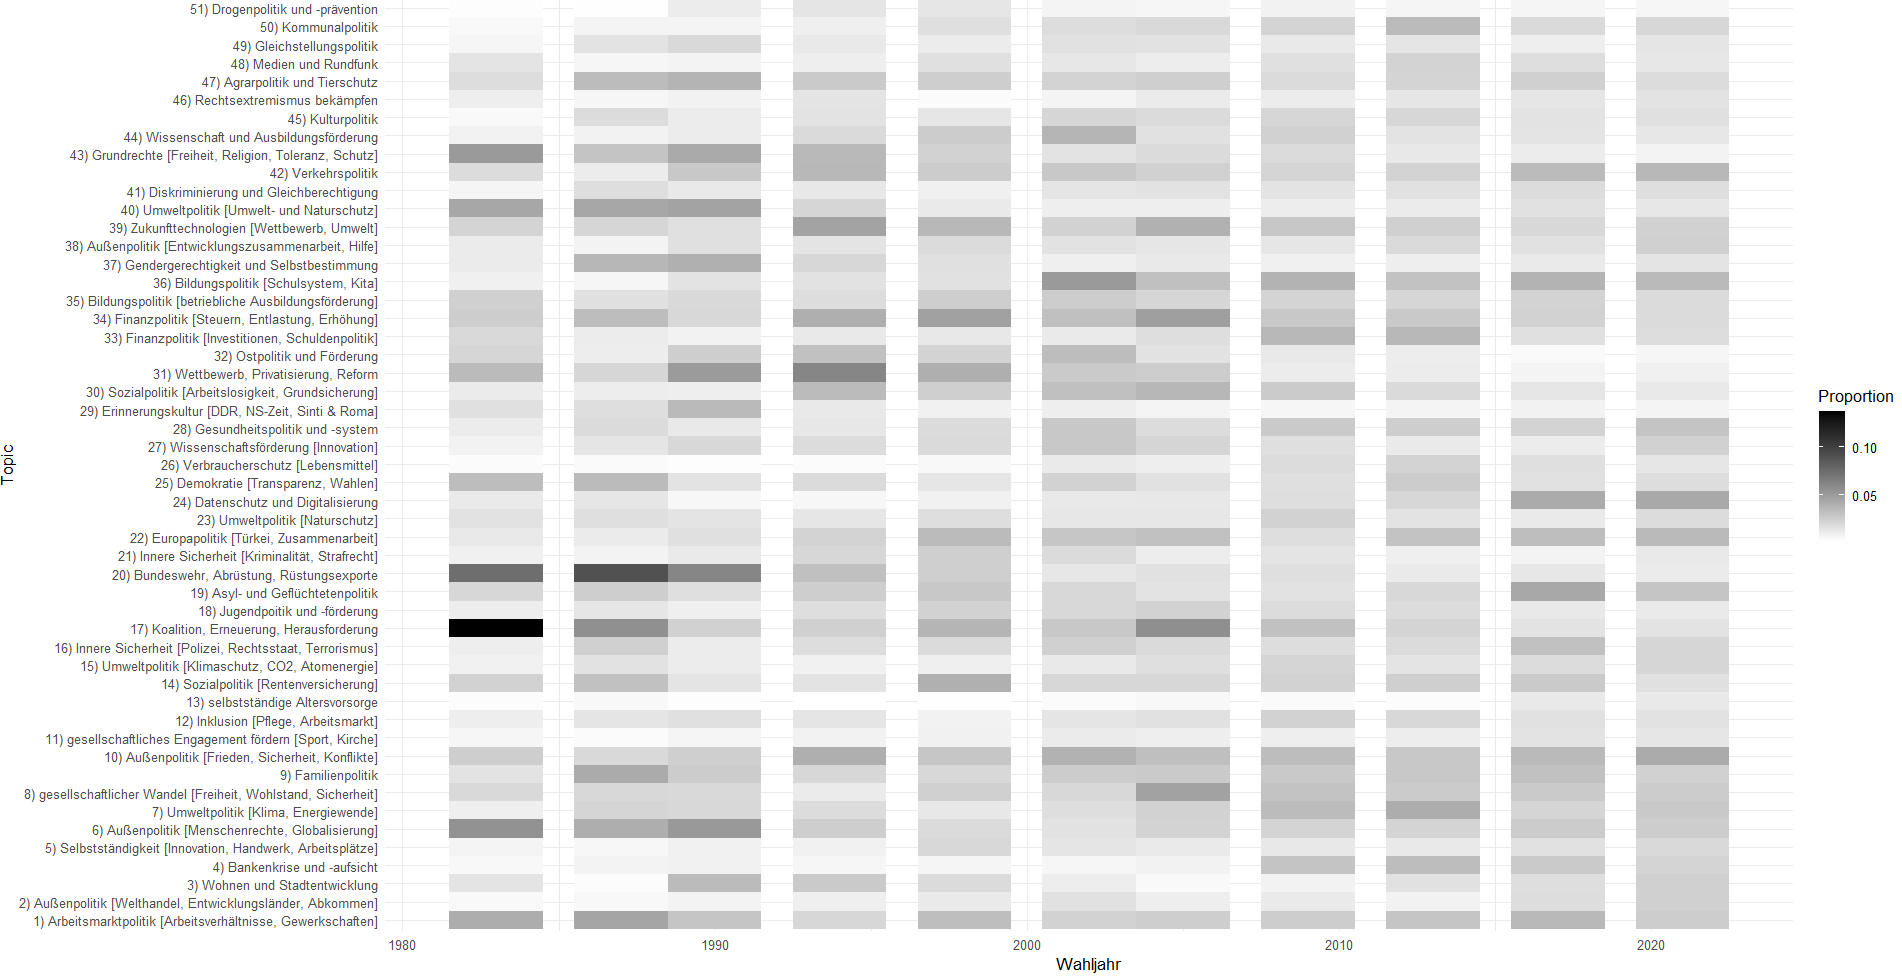 51) Drogenpolitik und -prävention
50) Kommunalpolitik
49) Gleichstellungspolitik
48) Medien und Rundfunk
47) Agrarpolitik und Tierschutz
46) Rechtsextremismus bekämpfen
45) Kulturpolitik
44) Wissenschaft und Ausbildungsförderung
43) Grundrechte [Freiheit, Religion, Toleranz, Schutz]
42) Verkehrspolitik
41) Diskriminierung und Gleichberechtigung
40) Umweltpolitik [Umwelt- und Naturschutz]
39) Zukunfttechnologien [Wettbewerb, Umwelt]
38) Außenpolitik [Entwicklungszusammenarbeit, Hilfe]
37) Gendergerechtigkeit und Selbstbestimmung
36) Bildungspolitik [Schulsystem, Kita]
35) Bildungspolitik [betriebliche Ausbildungsförderung]
34) Finanzpolitik [Steuern, Entlastung, Erhöhung]
33) Finanzpolitik [Investitionen, Schuldenpolitik]
32) Ostpolitik und Förderung
31) Wettbewerb, Privatisierung, Reform
30) Sozialpolitik [Arbeitslosigkeit, Grundsicherung]
29) Erinnerungskultur [DDR, NS-Zeit, Sinti & Roma]
28) Gesundheitspolitik und -system
27) Wissenschaftsförderung [Innovation]
26) Verbraucherschutz [Lebensmittel]
25) Demokratie [Transparenz, Wahlen]
24) Datenschutz und Digitalisierung
23) Umweltpolitik [Naturschutz]
22) Europapolitik [Türkei, Zusammenarbeit]
21) Innere Sicherheit [Kriminalität, Strafrecht]
20) Bundeswehr, Abrüstung, Rüstungsexporte
19) Asyl- und Geflüchtetenpolitik
18) Jugendpoitik und -förderung
17) Koalition, Erneuerung, Herausforderung
16) Innere Sicherheit [Polizei, Rechtsstaat, Terrorismus]
15) Umweltpolitik [Klimaschutz, CO2, Atomenergie]
14) Sozialpolitik [Rentenversicherung]
13) selbstständige Altersvorsorge
12) Inklusion [Pflege, Arbeitsmarkt]
11) gesellschaftliches Engagement fördern [Sport, Kirche]
10) Außenpolitik [Frieden, Sicherheit, Konflikte]
9) Familienpolitik
8) gesellschaftlicher Wandel [Freiheit, Wohlstand, Sicherheit]
7) Umweltpolitik [Klima, Energiewende]
6) Außenpolitik [Menschenrechte, Globalisierung]
5) Selbstständigkeit [Innovation, Handwerk, Arbeitsplätze]
4) Bankenkrise und -aufsicht
3) Wohnen und Stadtentwicklung
2) Außenpolitik [Welthandel, Entwicklungsländer, Abkommen]
1) Arbeitsmarktpolitik [Arbeitsverhältnisse, Gewerkschaften]
Topic
1980 1990 2000 2010 2020
Wahljahr
Proportion
0.10
0.05